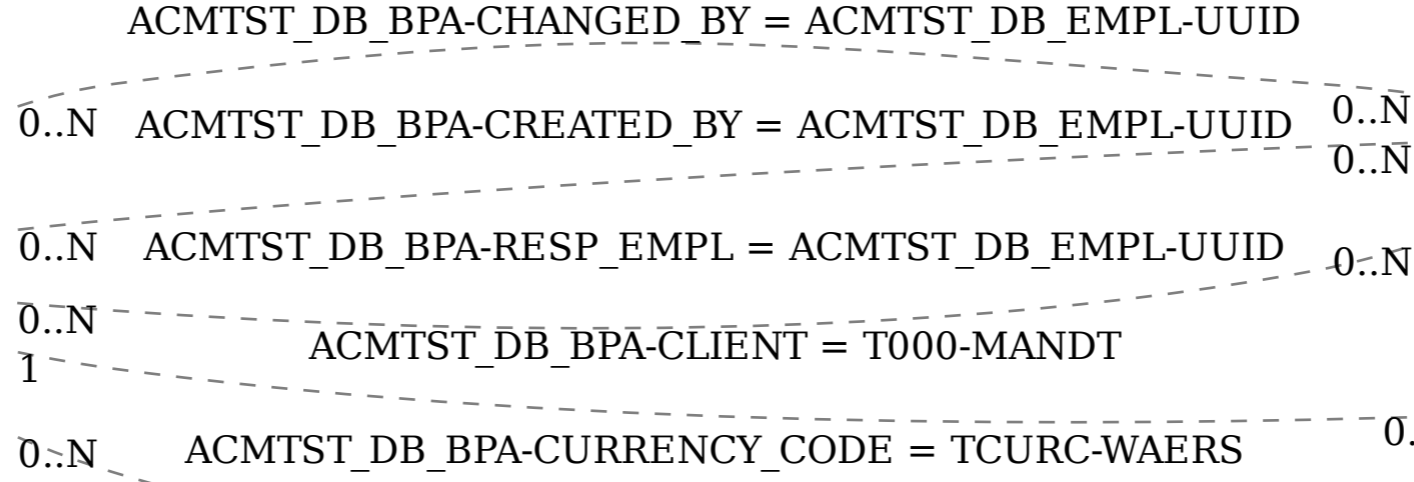 ACMTST_DB_BPA-CHANGED_BY = ACMTST_DB_EMPL-UUID
0..N ACMTST_DB_BPA-CREATED_BY = ACMTST_DB_EMPL-UUID 0..N
0..N
0..N ACMTST_DB_BPA-RESP_EMPL = ACMTST_DB_EMPL-UUID 0..N
0..N
ACMTST_DB_BPA-CLIENT = T000-MANDT
1
0..N ACMTST_DB_BPA-CURRENCY_CODE = TCURC-WAERS 0.